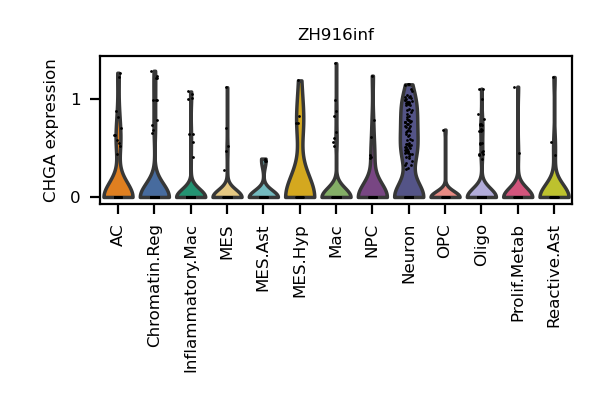 ZH916inf
CHGA expression
1
0
AC
Chromatin.Reg
Inflammatory.Mac
MES
MES.Ast
MES.Hyp
Mac
NPC
Neuron
OPC
Oligo
Prolif.Metab
Reactive.Ast